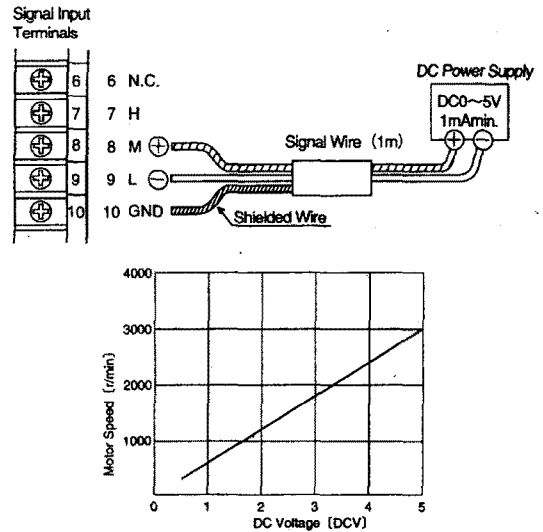 Signal Input
Terminals
DC Power Supply
DC0～5V
1mAmin.
6 6 N.C.
7 7 H
8 8 M ⊕
9 9 L ⊖
10 10 GND
Signal Wire (1m)
Shielded Wire
⊕ ⊖
Motor Speed [r/min]
4000
3000
2000
1000
0 1 2 3 4 5
DC Voltage [DCV]